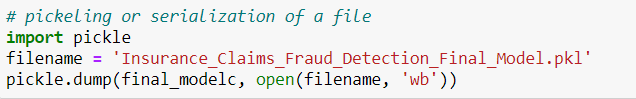 # pickeling or serialization of a file
import pickle
filename = 'Insurance_Claims_Fraud_Detection_Final_Model.pkl'
pickle.dump(final_modelc, open(filename, 'wb'))